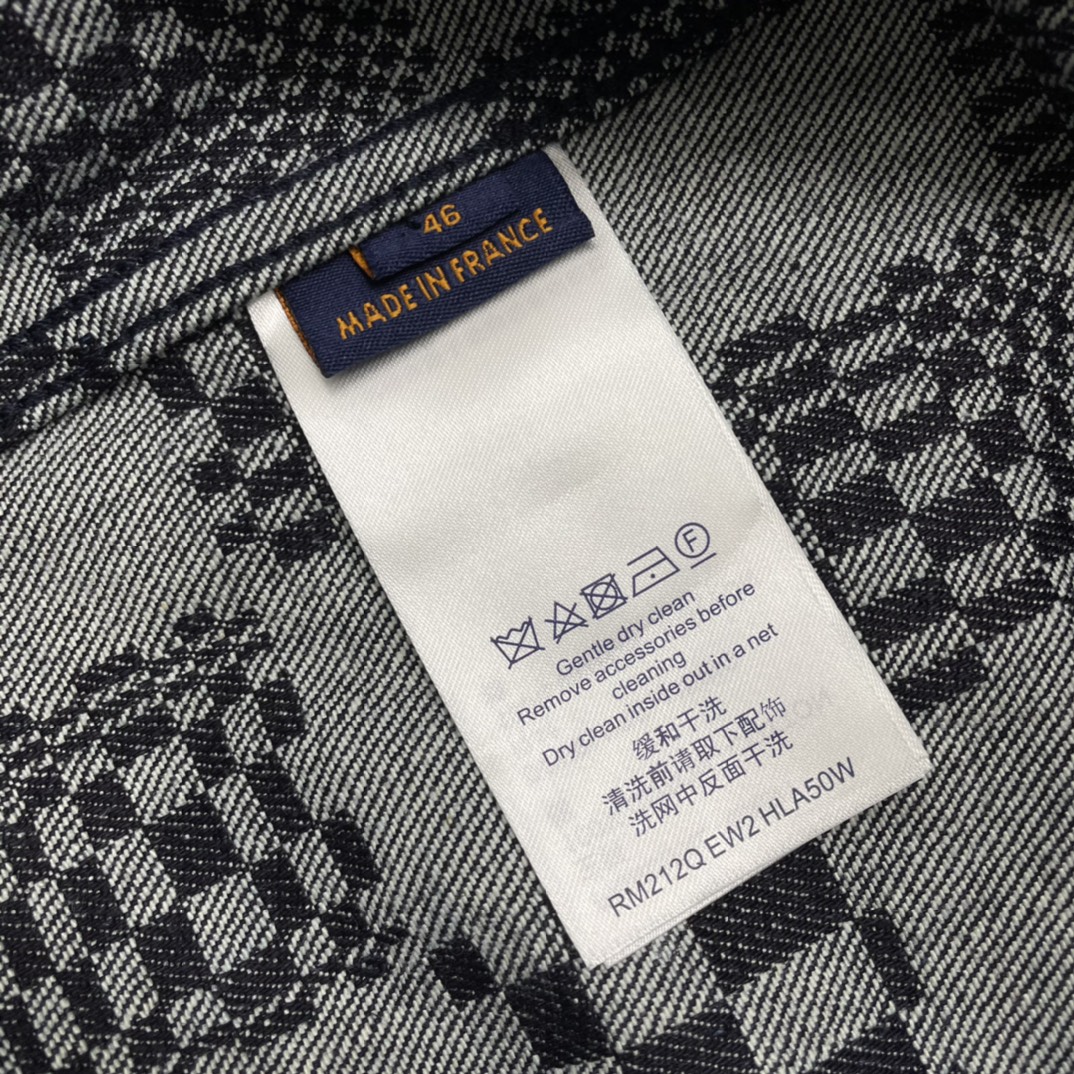 46
MADE IN FRANCE
F
Gentle dry clean
Remove accessories before
cleaning
Dry clean inside out in a net
缓和干洗
清洗前请取下配饰
洗网中反面干洗
RM212Q EW2 HLA50W